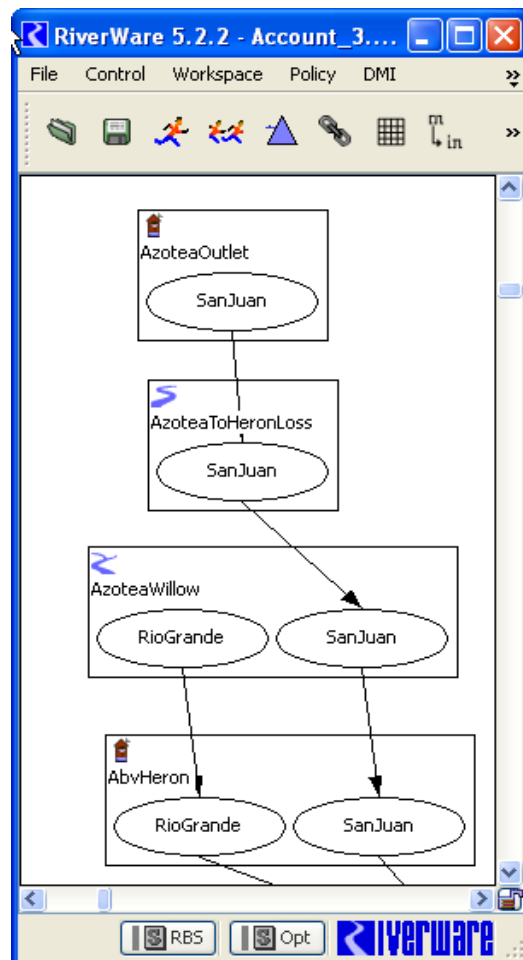 RiverWare 5.2.2 - Account_3....
File Control Workspace Policy DMI
m
in
AzoteaOutlet
SanJuan
AzoteaToHeronLoss
SanJuan
AzoteaWillow
RioGrande SanJuan
AbvHeron
RioGrande SanJuan
RBS Opt RiverWare